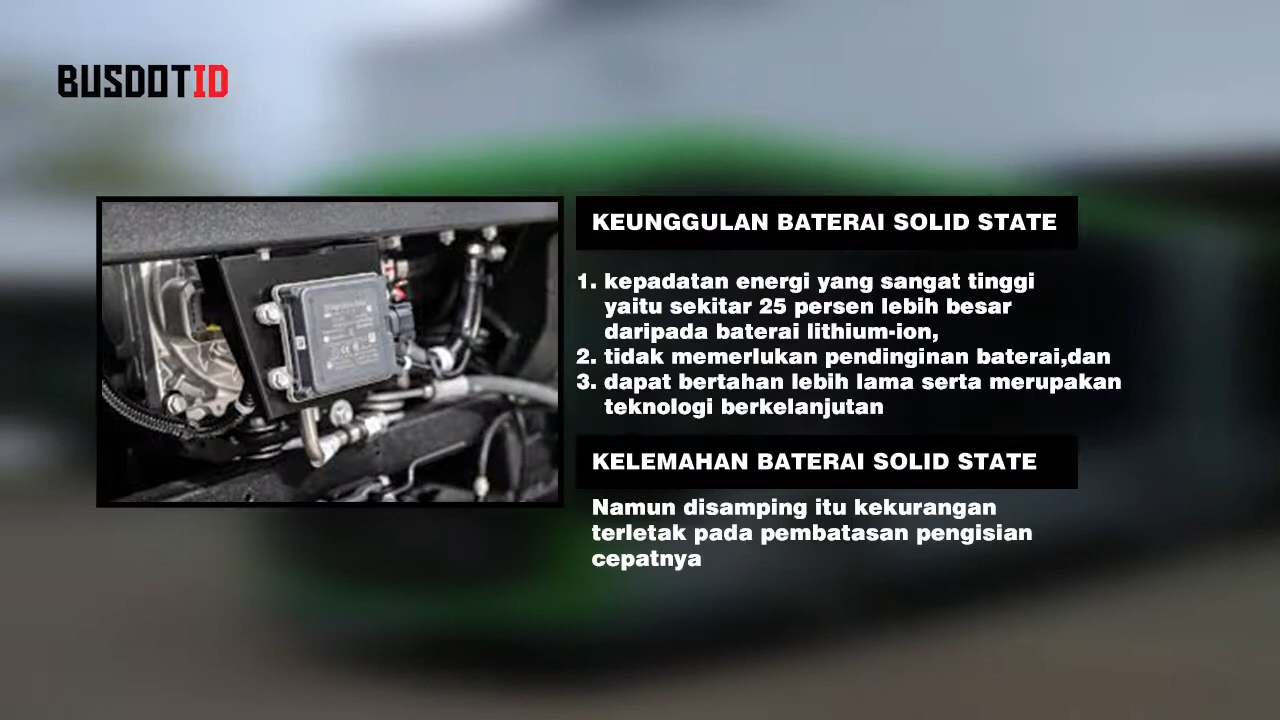 BUSDOTID
KEUNGGULAN BATERAI SOLID STATE
1. kepadatan energi yang sangat tinggi
yaitu sekitar 25 persen lebih besar
daripada baterai lithium-ion,
2. tidak memerlukan pendinginan baterai,dan
3. dapat bertahan lebih lama serta merupakan
teknologi berkelanjutan
KELEMAHAN BATERAI SOLID STATE
Namun disamping itu kekurangan
terletak pada pembatasan pengisian
cepatnya